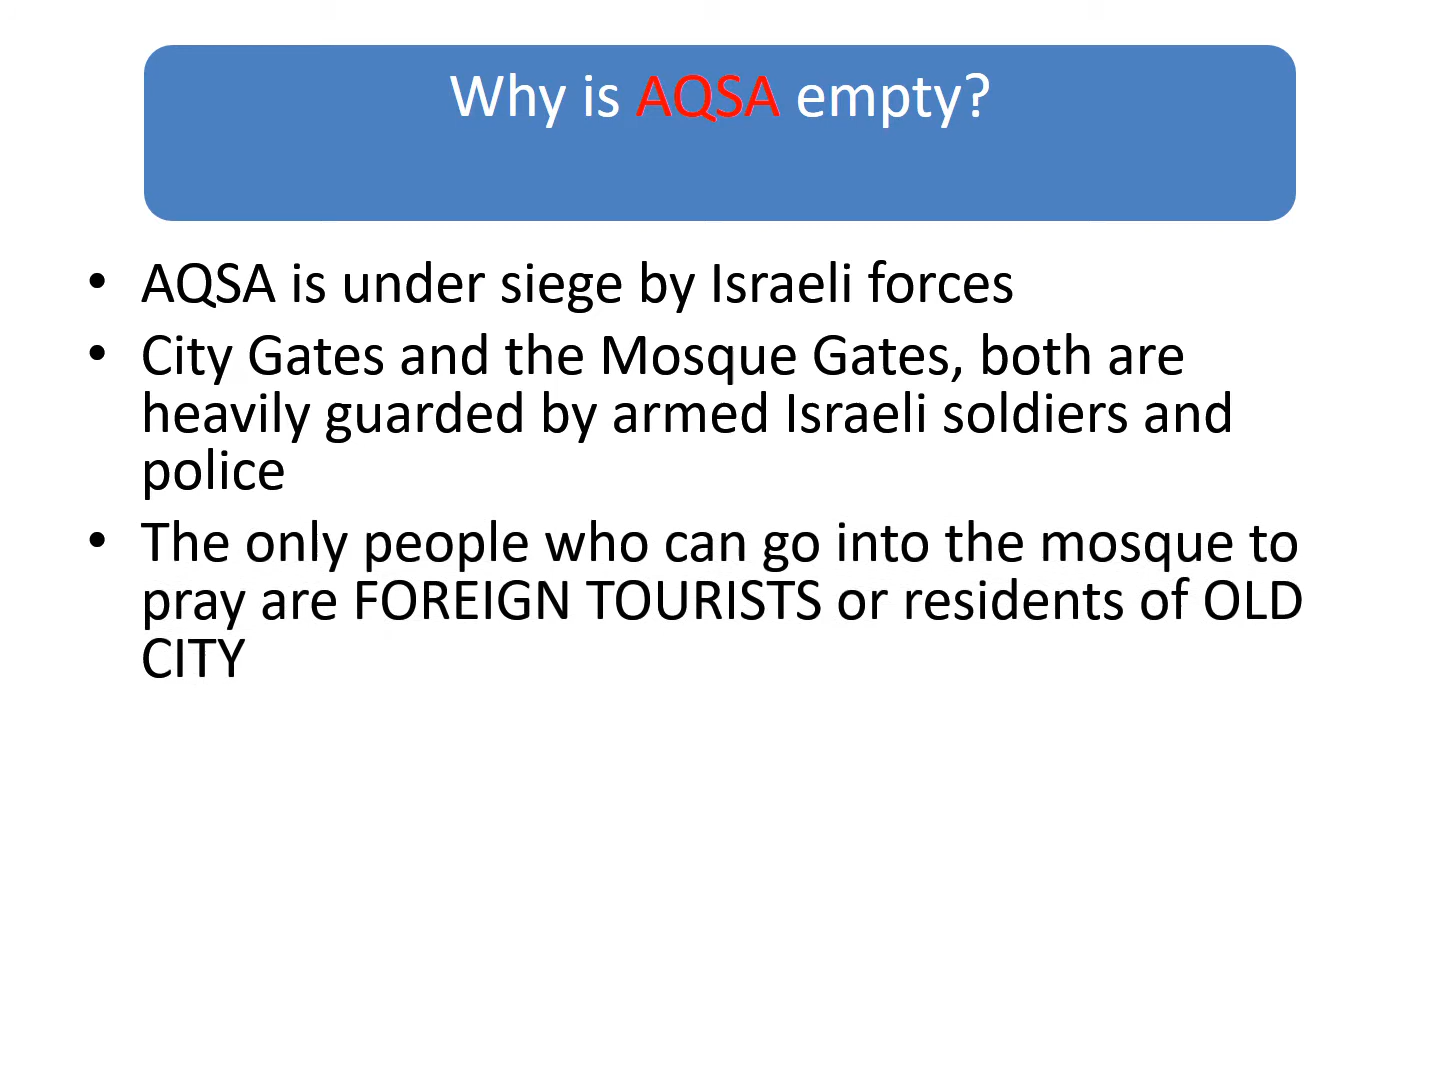 Why is AQSA empty?
• AQSA is under siege by Israeli forces
• City Gates and the Mosque Gates, both are
heavily guarded by armed Israeli soldiers and
police
• The only people who can go into the mosque to
pray are FOREIGN TOURISTS or residents of OLD
CITY